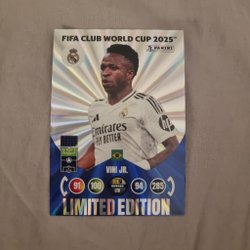 FIFA CLUB WORLD CUP 2025™
PANINI
Emirates
FLY BETTER
VINI JR.
91
100
94
285
LIMITED EDITION